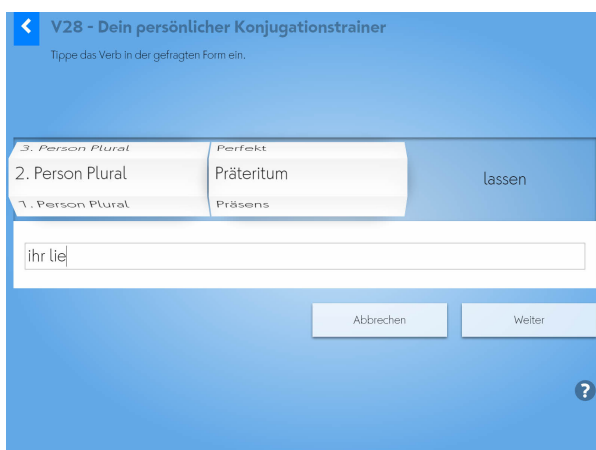 V28 - Dein persönlicher Konjugationstrainer
Tippe das Verb in der gefragten Form ein.
3. Person Plural Perfekt
2. Person Plural Präteritum lassen
1. Person Plural Präsens
ihr lie
Abbrechen Weiter
?